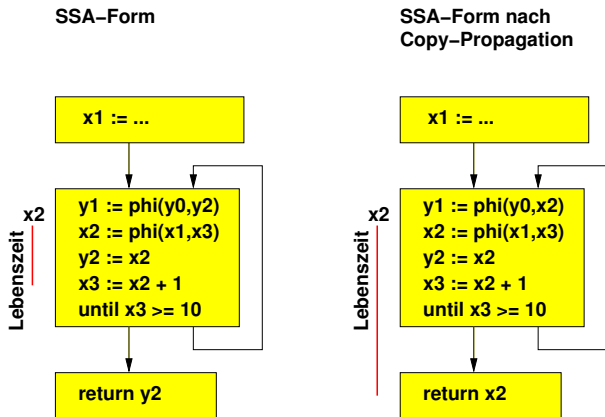 SSA-Form
x1 := ...
x2
Lebenszeit
y1 := phi(y0,y2)
x2 := phi(x1,x3)
y2 := x2
x3 := x2 + 1
until x3 >= 10
return y2
SSA-Form nach
Copy-Propagation
x1 := ...
x2
Lebenszeit
y1 := phi(y0,x2)
x2 := phi(x1,x3)
y2 := x2
x3 := x2 + 1
until x3 >= 10
return x2